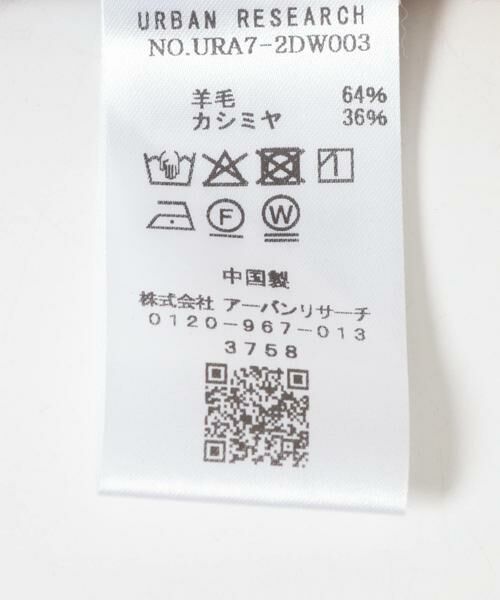 URBAN RESEARCH
NO.URA7-2DW003
羊毛 64%
カシミヤ 36%
F W
中国製
株式会社 アーバンリサーチ
0120-967-013
3758